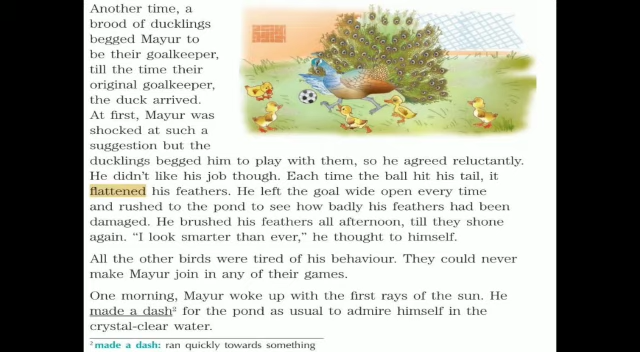 Another time, a
brood of ducklings
begged Mayur to
be their goalkeeper,
till the time their
original goalkeeper,
the duck arrived.
At first, Mayur was
shocked at such a
suggestion but the
ducklings begged him to play with them, so he agreed reluctantly.
He didn't like his job though. Each time the ball hit his tail, it
flattened his feathers. He left the goal wide open every time
and rushed to the pond to see how badly his feathers had been
damaged. He brushed his feathers all afternoon, till they shone
again. “I look smarter than ever,” he thought to himself.
All the other birds were tired of his behaviour. They could never
make Mayur join in any of their games.
One morning, Mayur woke up with the first rays of the sun. He
made a dash² for the pond as usual to admire himself in the
crystal-clear water.
² made a dash: ran quickly towards something